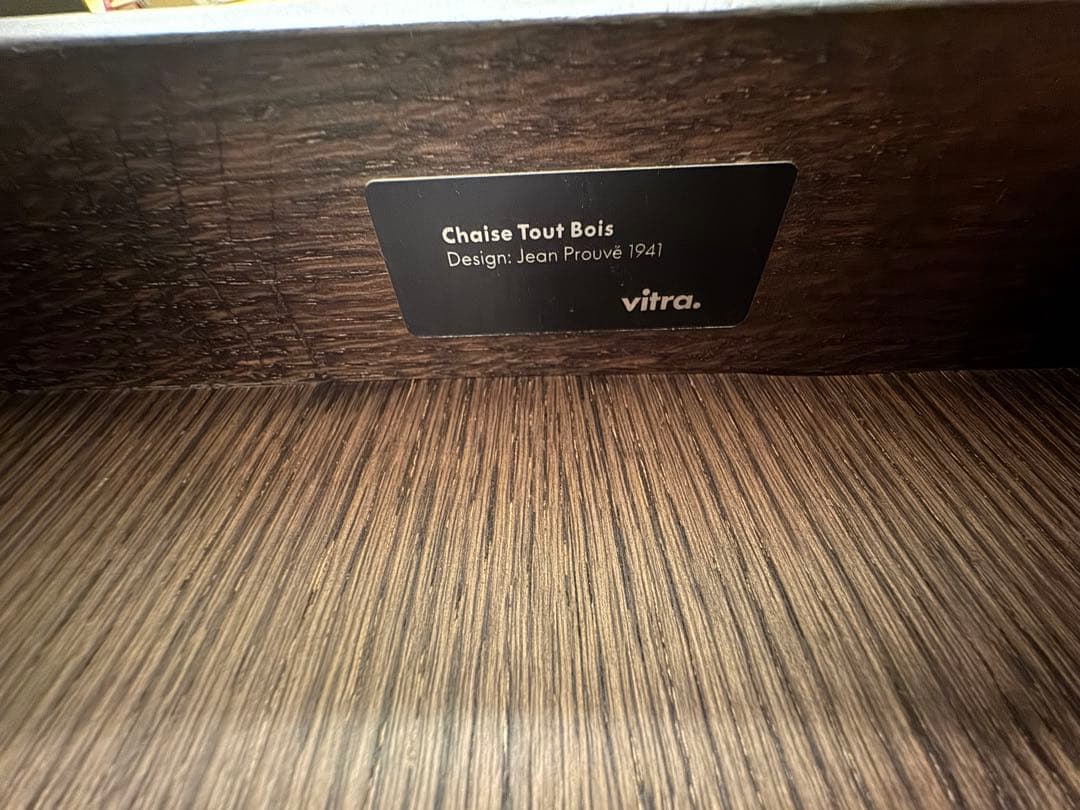 Chaise Tout Bois
Design: Jean Prouvé 1941
vitra.